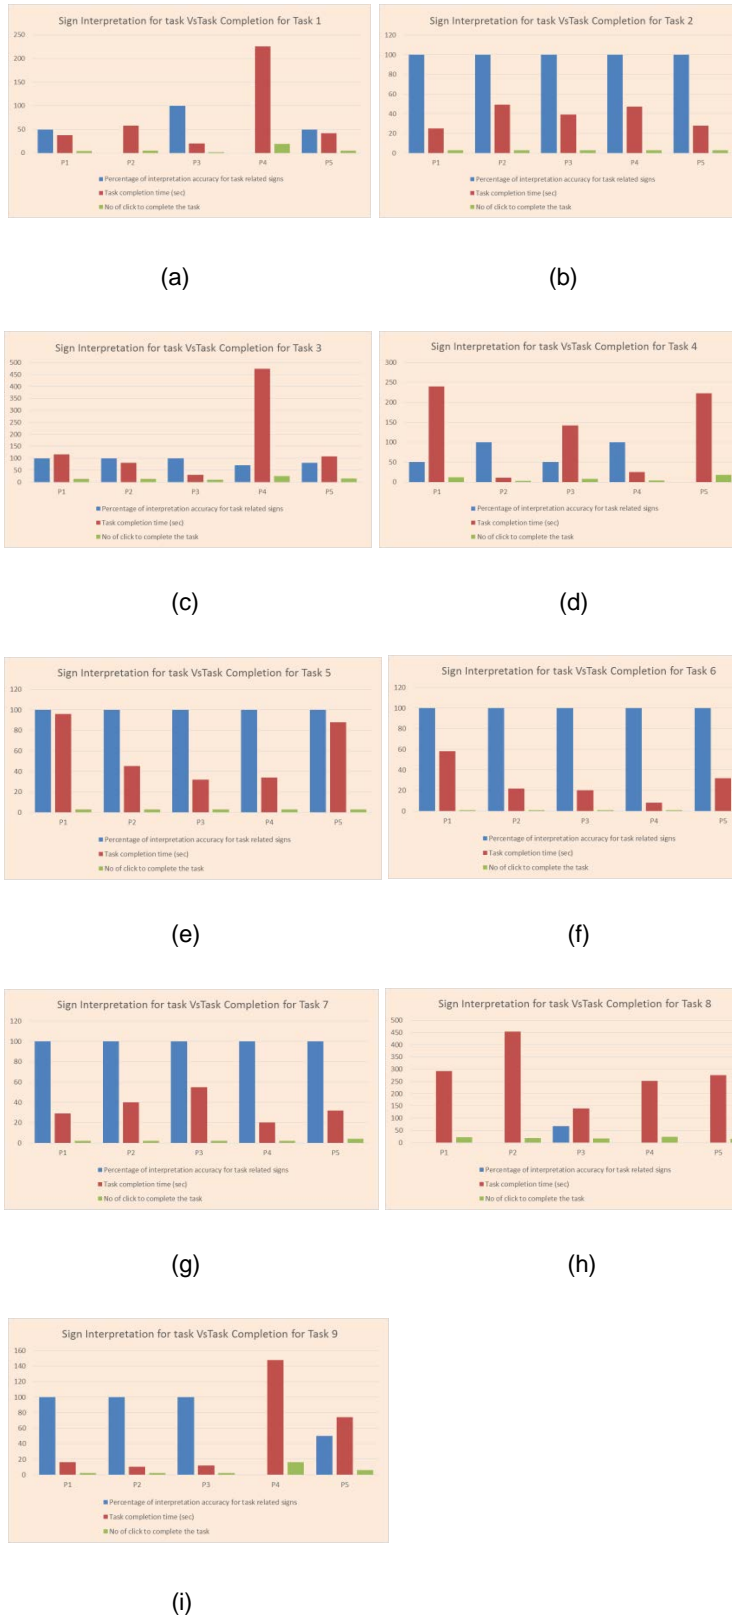 Sign Interpretation for task VsTask Completion for Task 1
250
200
150
100
50
0
P1 P2 P3 P4 P5
Percentage of interpretation accuracy for task related signs
Task completion time (sec)
No of click to complete the task
(a)
Sign Interpretation for task VsTask Completion for Task 2
120
100
80
60
40
20
0
P1 P2 P3 P4 P5
Percentage of interpretation accuracy for task related signs
Task completion time (sec)
No of click to complete the task
(b)
Sign Interpretation for task VsTask Completion for Task 3
500
450
400
350
300
250
200
150
100
50
0
P1 P2 P3 P4 P5
Percentage of interpretation accuracy for task related signs
Task completion time (sec)
No of click to complete the task
(c)
Sign Interpretation for task VsTask Completion for Task 4
300
250
200
150
100
50
0
P1 P2 P3 P4 P5
Percentage of interpretation accuracy for task related signs
Task completion time (sec)
No of click to complete the task
(d)
Sign Interpretation for task VsTask Completion for Task 5
120
100
80
60
40
20
0
P1 P2 P3 P4 P5
Percentage of interpretation accuracy for task related signs
Task completion time (sec)
No of click to complete the task
(e)
Sign Interpretation for task VsTask Completion for Task 6
120
100
80
60
40
20
0
P1 P2 P3 P4 P5
Percentage of interpretation accuracy for task related signs
Task completion time (sec)
No of click to complete the task
(f)
Sign Interpretation for task VsTask Completion for Task 7
120
100
80
60
40
20
0
P1 P2 P3 P4 P5
Percentage of interpretation accuracy for task related signs
Task completion time (sec)
No of click to complete the task
(g)
Sign Interpretation for task VsTask Completion for Task 8
500
450
400
350
300
250
200
150
100
50
0
P1 P2 P3 P4 P5
Percentage of interpretation accuracy for task related signs
Task completion time (sec)
No of click to complete the task
(h)
Sign Interpretation for task VsTask Completion for Task 9
160
140
120
100
80
60
40
20
0
P1 P2 P3 P4 P5
Percentage of interpretation accuracy for task related signs
Task completion time (sec)
No of click to complete the task
(i)